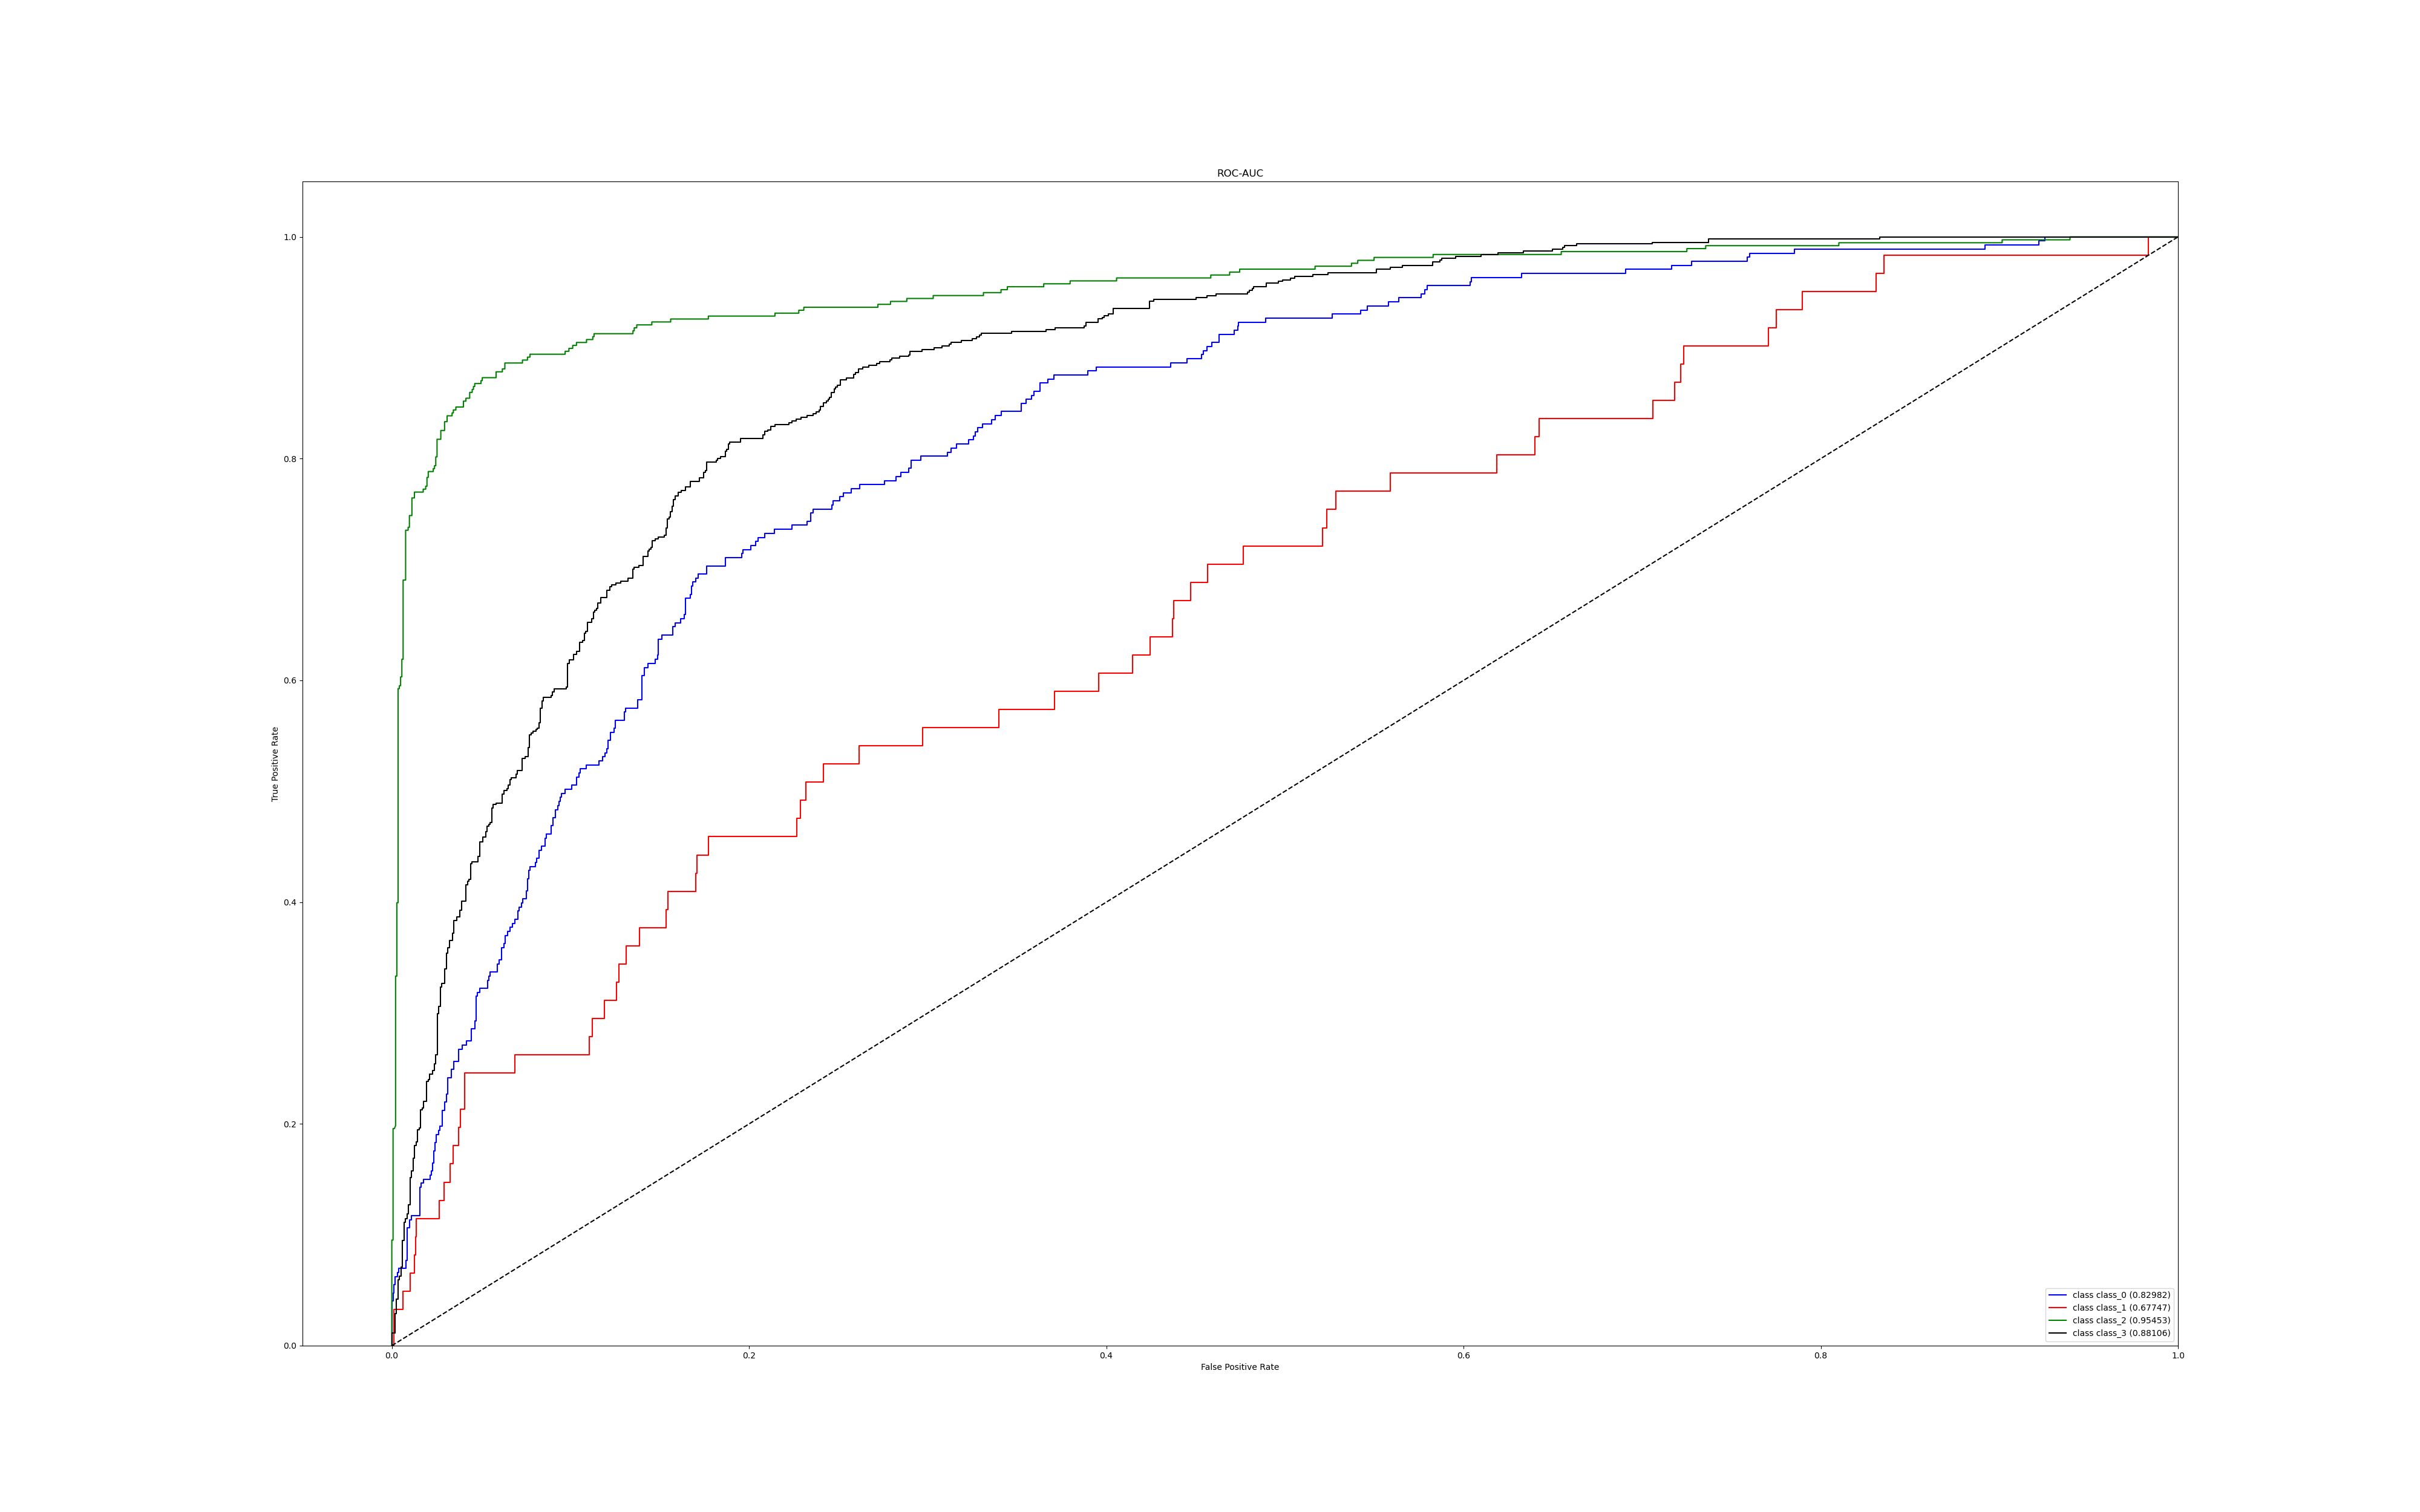 ROC-AUC
1.0
0.8
0.6
0.4
0.2
0.0
True Positive Rate
0.0 0.2 0.4 0.6 0.8 1.0
False Positive Rate
class class_0 (0.82982)
class class_1 (0.67747)
class class_2 (0.95453)
class class_3 (0.88106)